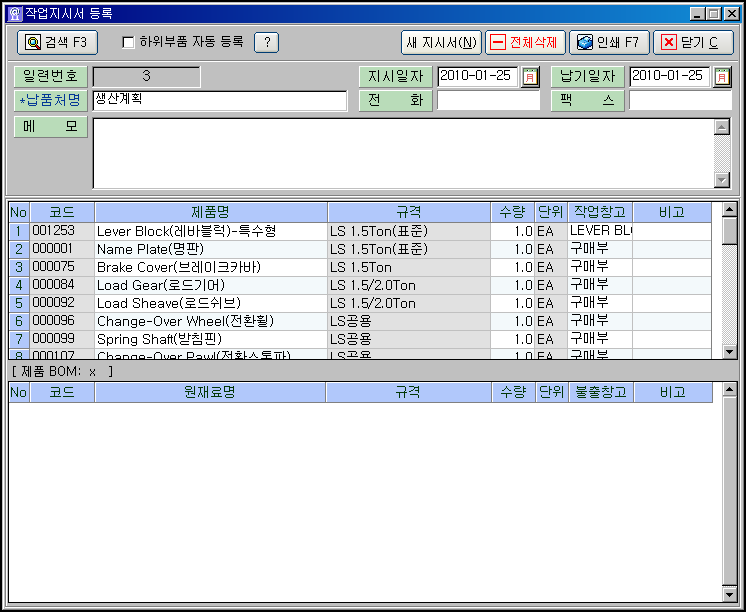 작업지시서 등록
검색 F3 하위부품 자동 등록 ? 새 지시서(N) 전체삭제 인쇄 F7 닫기 C
일련번호 3 지시일자 2010-01-25 月 납기일자 2010-01-25 月
*납품처명 생산계획 전 화 팩 스
메 모
No 코드 제품명 규격 수량 단위 작업창고 비고
1 001253 Lever Block(레바블럭)-특수형 LS 1.5Ton(표준) 1.0 EA LEVER BL
2 000001 Name Plate(명판) LS 1.5Ton(표준) 1.0 EA 구매부
3 000075 Brake Cover(브레이크카바) LS 1.5Ton 1.0 EA 구매부
4 000084 Load Gear(로드기어) LS 1.5/2.0Ton 1.0 EA 구매부
5 000092 Load Sheave(로드쉬브) LS 1.5/2.0Ton 1.0 EA 구매부
6 000096 Change-Over Wheel(전환휠) LS공용 1.0 EA 구매부
7 000099 Spring Shaft(받침핀) LS공용 1.0 EA 구매부
8 000107 Change-Over Pawl(전환스톱파) LS공용 1.0 EA 구매부
[ 제품 BOM: x ]
No 코드 원재료명 규격 수량 단위 불출창고 비고